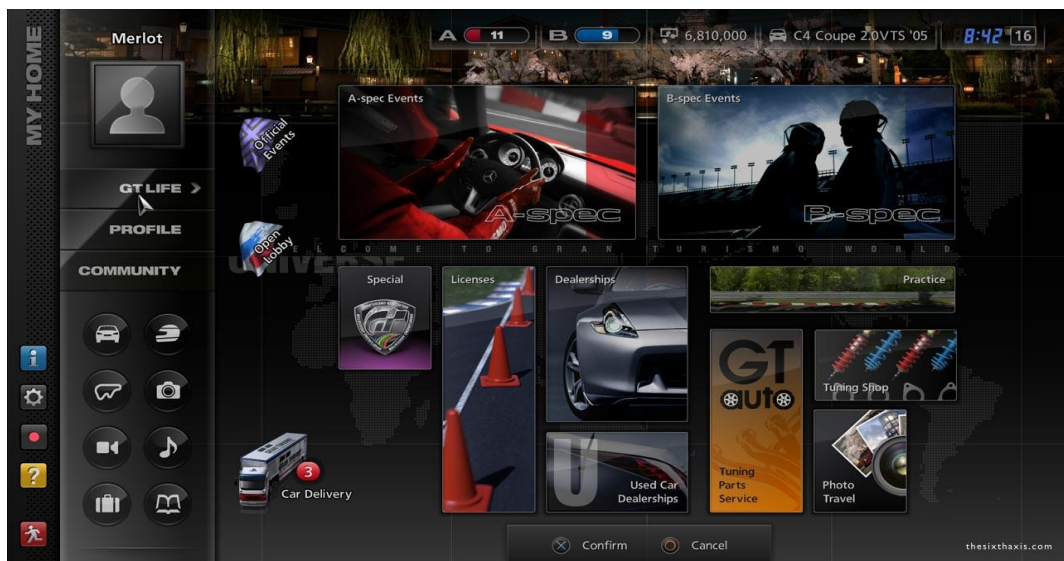 MY HOME
Merlot
A 11
B 9
6,810,000
C4 Coupe 2.0VTS '05
8:42 16
GT LIFE
PROFILE
COMMUNITY
Official
Events
Open
Lobby
A-spec Events
A-spec
B-spec Events
B-spec
WELCOME TO GRAN TURISMO WORLD
UNIVERSE
Special
Licenses
Dealerships
Practice
GT
auto
Tuning
Parts
Service
Tuning Shop
U
Used Car
Dealerships
Photo
Travel
3
Car Delivery
i
?
Confirm
Cancel
thesixthaxis.com